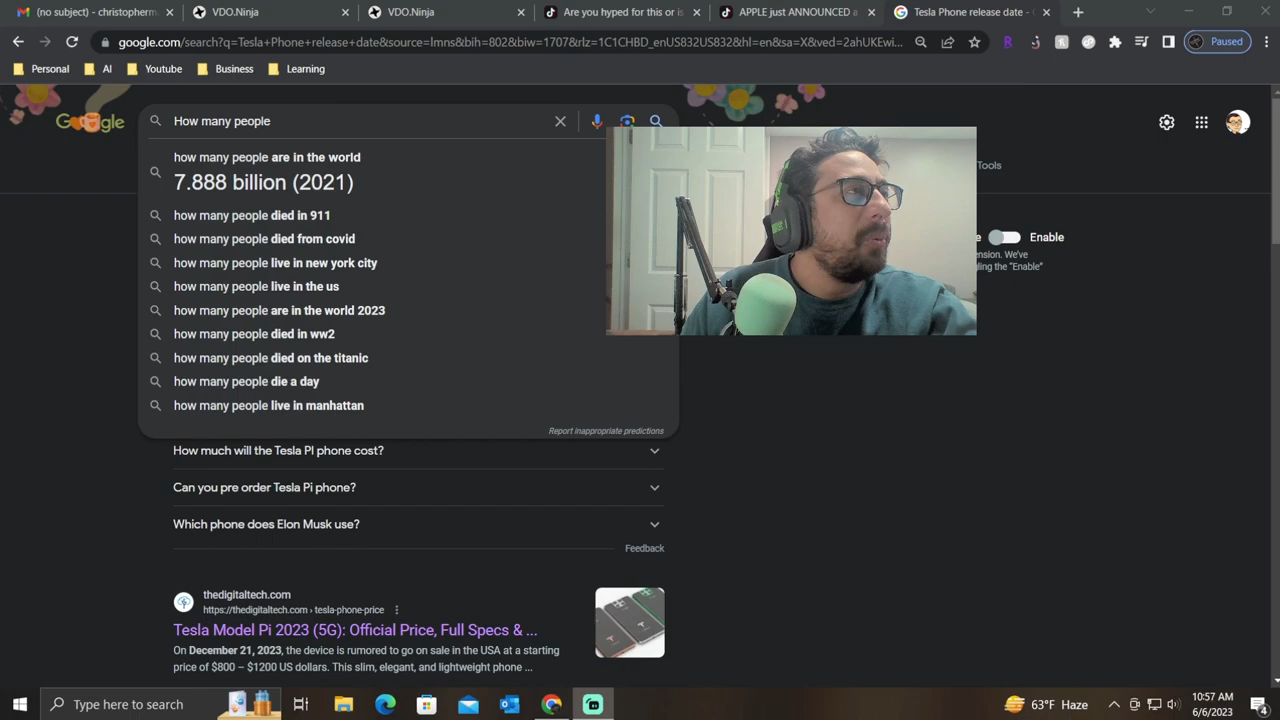 (no subject) - christopherm
VDO.Ninja
VDO.Ninja
Are you hyped for this or is
APPLE just ANNOUNCED a
Tesla Phone release date -
google.com/search?q=Tesla+Phone+release+date&source=lmns&bih=802&biw=1707&rlz=1C1CHBD_enUS832US832&hl=en&sa=X&ved=2ahUKEwi...
Paused
Personal
AI
Youtube
Business
Learning
How many people
Tools
how many people are in the world
7.888 billion (2021)
how many people died in 911
how many people died from covid
how many people live in new york city
how many people live in the us
how many people are in the world 2023
how many people died in ww2
how many people died on the titanic
how many people die a day
how many people live in manhattan
Report inappropriate predictions
e Enable
ension. We've
gling the "Enable"
How much will the Tesla PI phone cost?
Can you pre order Tesla Pi phone?
Which phone does Elon Musk use?
Feedback
thedigitaltech.com
https://thedigitaltech.com › tesla-phone-price
Tesla Model Pi 2023 (5G): Official Price, Full Specs & ...
On December 21, 2023, the device is rumored to go on sale in the USA at a starting
price of $800 – $1200 US dollars. This slim, elegant, and lightweight phone ...
Type here to search
63°F Haze
10:57 AM
6/6/2023
4